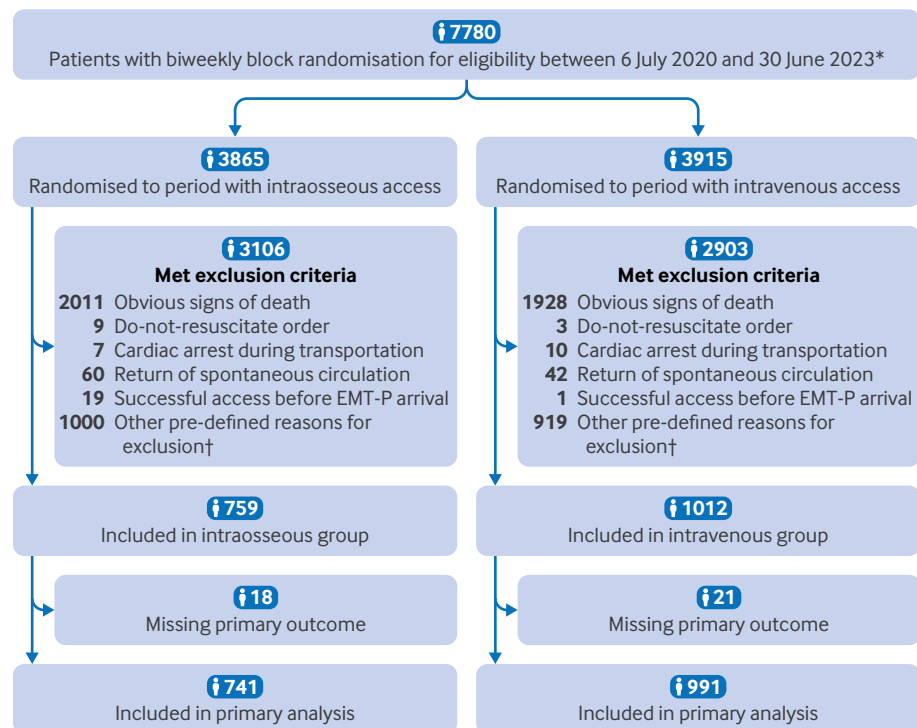 7780
Patients with biweekly block randomisation for eligibility between 6 July 2020 and 30 June 2023*
3865
Randomised to period with intraosseous access
3915
Randomised to period with intravenous access
3106
Met exclusion criteria
2011 Obvious signs of death
9 Do-not-resuscitate order
7 Cardiac arrest during transportation
60 Return of spontaneous circulation
19 Successful access before EMT-P arrival
1000 Other pre-defined reasons for
exclusion†
2903
Met exclusion criteria
1928 Obvious signs of death
3 Do-not-resuscitate order
10 Cardiac arrest during transportation
42 Return of spontaneous circulation
1 Successful access before EMT-P arrival
919 Other pre-defined reasons for
exclusion†
759
Included in intraosseous group
1012
Included in intravenous group
18
Missing primary outcome
21
Missing primary outcome
741
Included in primary analysis
991
Included in primary analysis